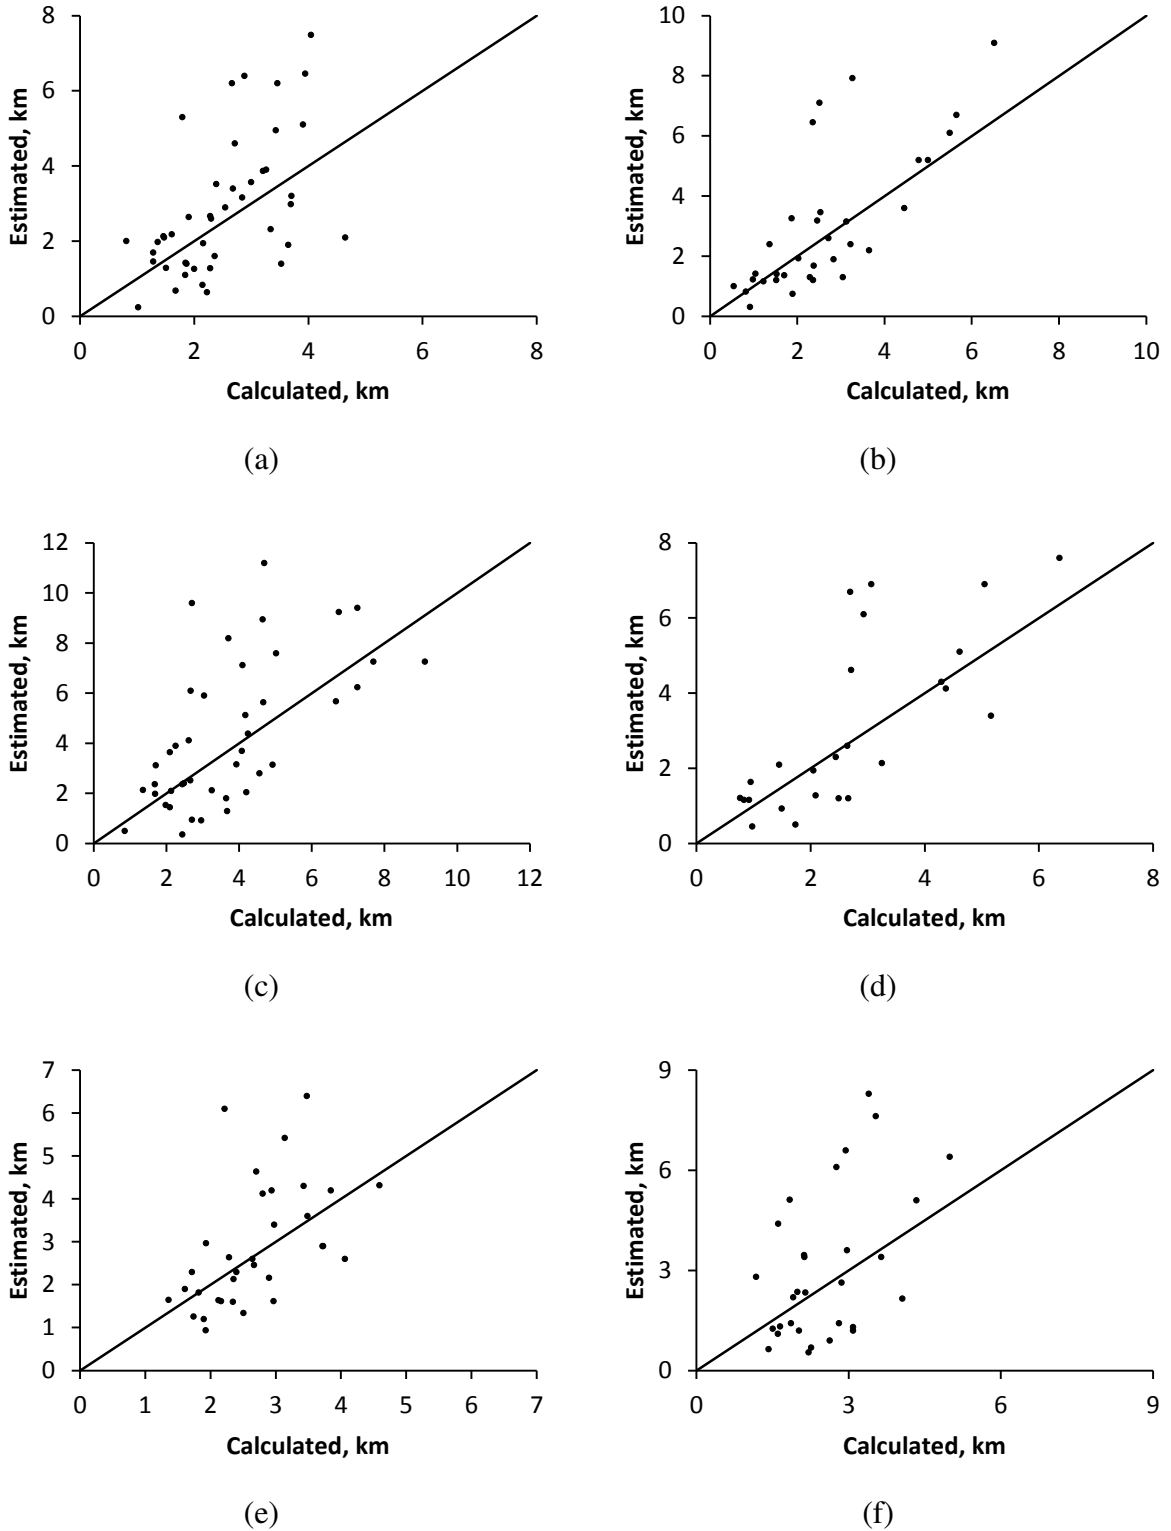 8
6
4
2
0
Estimated, km
0 2 4 6 8
Calculated, km
(a)
10
8
6
4
2
0
Estimated, km
0 2 4 6 8 10
Calculated, km
(b)
12
10
8
6
4
2
0
Estimated, km
0 2 4 6 8 10 12
Calculated, km
(c)
8
6
4
2
0
Estimated, km
0 2 4 6 8
Calculated, km
(d)
7
6
5
4
3
2
1
0
Estimated, km
0 1 2 3 4 5 6 7
Calculated, km
(e)
9
6
3
0
Estimated, km
0 3 6 9
Calculated, km
(f)